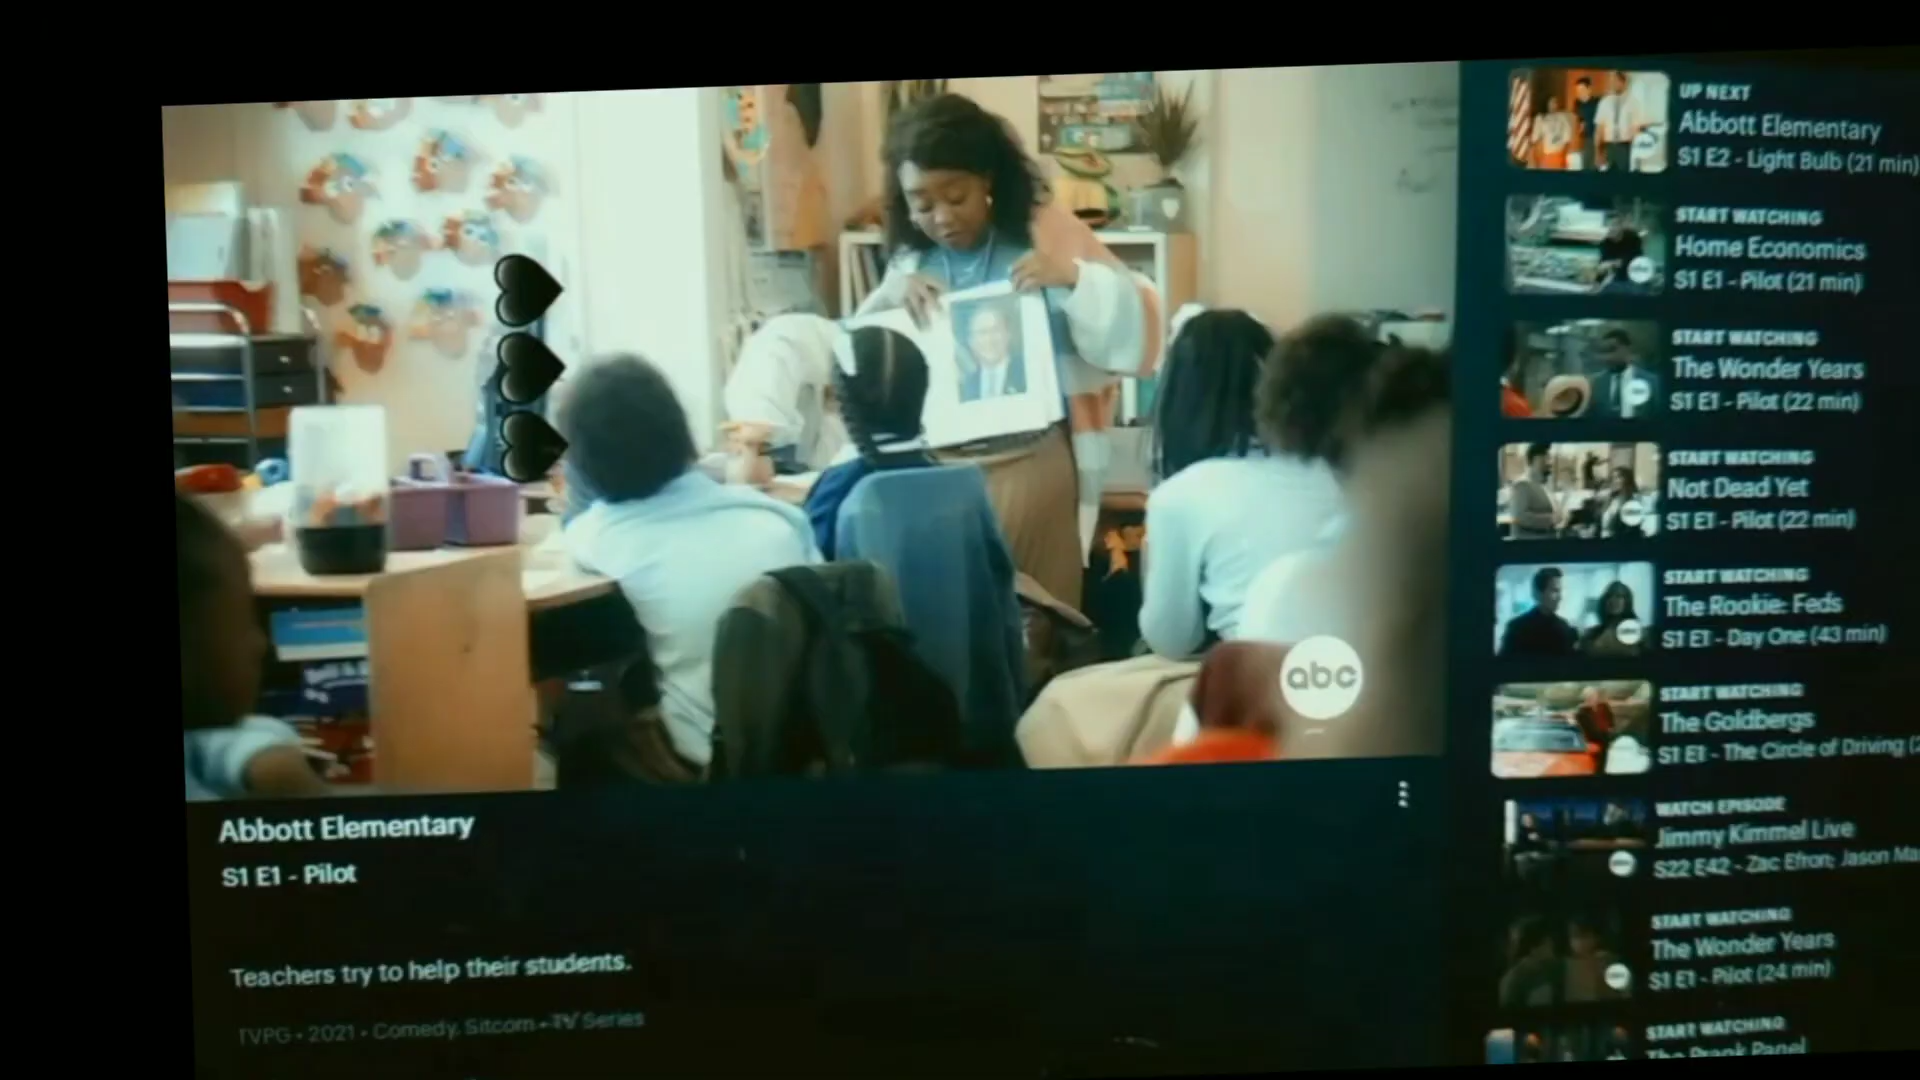 abc
Abbott Elementary
S1 E1 - Pilot
Teachers try to help their students.
TVPG • 2021 • Comedy, Sitcom • TV Series
UP NEXT
Abbott Elementary
S1 E2 - Light Bulb (21 min)
START WATCHING
Home Economics
S1 E1 - Pilot (21 min)
START WATCHING
The Wonder Years
S1 E1 - Pilot (22 min)
START WATCHING
Not Dead Yet
S1 E1 - Pilot (22 min)
START WATCHING
The Rookie: Feds
S1 E1 - Day One (43 min)
START WATCHING
The Goldbergs
S1 E1 - The Circle of Driving
WATCH EPISODE
Jimmy Kimmel Live
S22 E42 - Zac Efron; Jason
START WATCHING
The Wonder Years
S1 E1 - Pilot (24 min)
START WATCHING
The Prank Panel